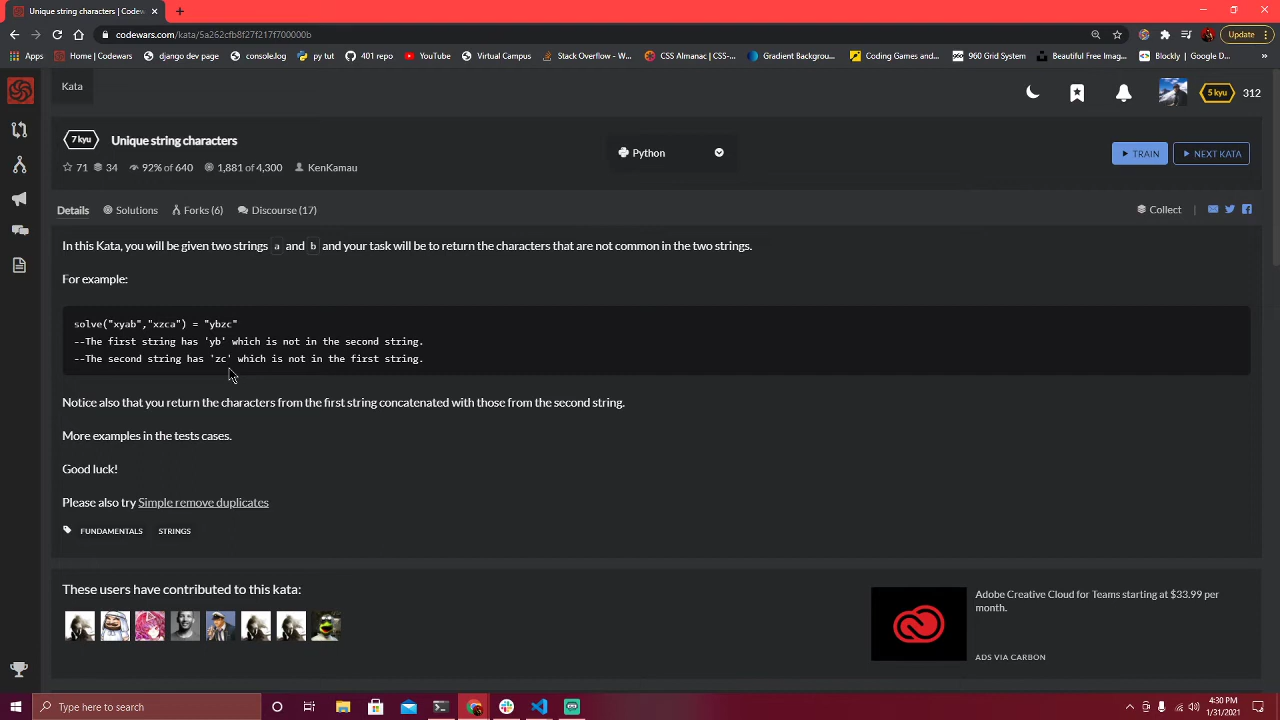 Unique string characters | Codew
codewars.com/kata/5a262cfb8f27f217f700000b
Update
Apps
Home | Codewars
django dev page
console.log
py tut
401 repo
YouTube
Virtual Campus
Stack Overflow - W...
CSS Almanac | CSS-...
Gradient Background...
Coding Games and...
960 Grid System
Beautiful Free Imag...
Blockly | Google D...
Kata
5 kyu 312
7 kyu Unique string characters
Python
TRAIN
NEXT KATA
71 34 92% of 640 1,881 of 4,300 KenKamau
Details Solutions Forks (6) Discourse (17)
Collect
In this Kata, you will be given two strings a and b and your task will be to return the characters that are not common in the two strings.
For example:
solve("xyab","xzca") = "ybzc"
--The first string has 'yb' which is not in the second string.
--The second string has 'zc' which is not in the first string.
Notice also that you return the characters from the first string concatenated with those from the second string.
More examples in the tests cases.
Good luck!
Please also try Simple remove duplicates
FUNDAMENTALS STRINGS
These users have contributed to this kata:
Adobe Creative Cloud for Teams starting at $33.99 per
month.
ADS VIA CARBON
Type here to search
4:30 PM
1/31/2021